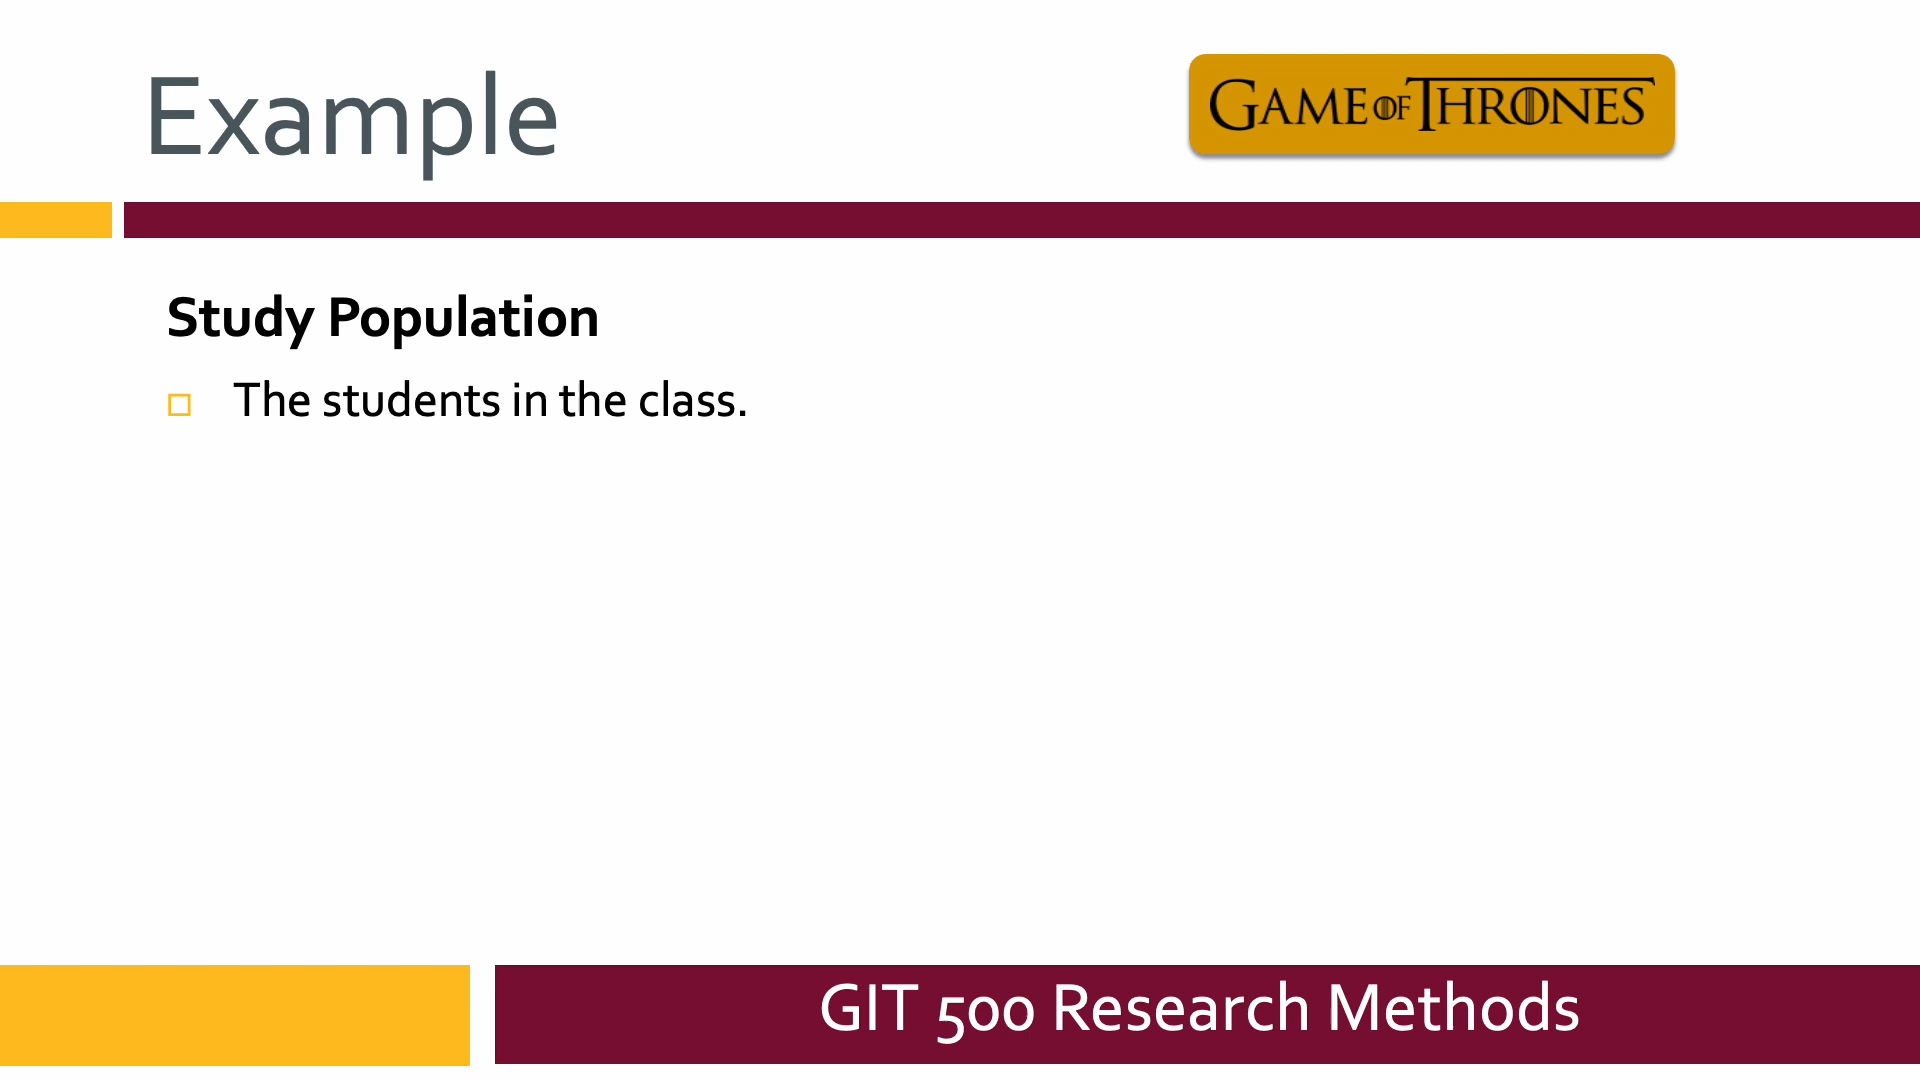 Example
GAME OF THRONES
Study Population
The students in the class.
GIT 500 Research Methods